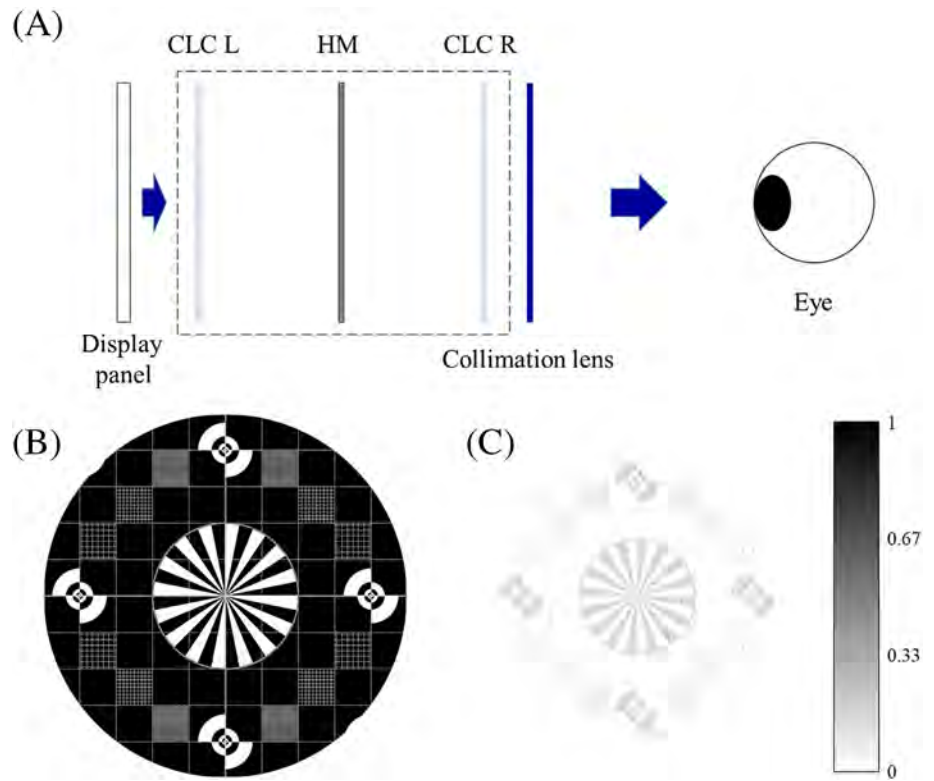 (A)
CLC L
HM
CLC R
Display
panel
Collimation lens
Eye
(B)
(C)
1
0.67
0.33
0